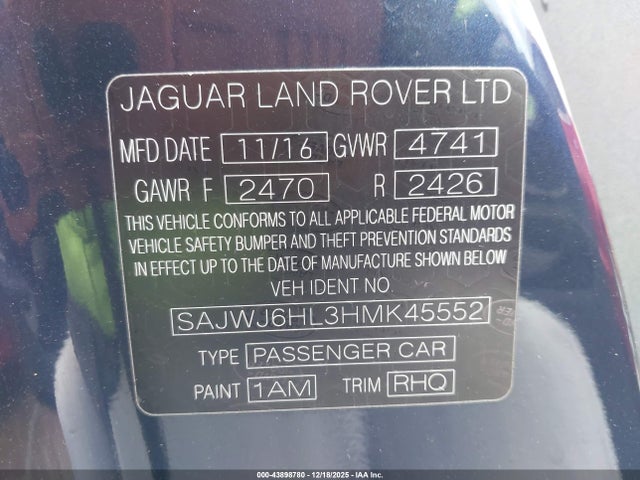 JAGUAR LAND ROVER LTD
MFD DATE 11/16 GVWR 4741
GAWR F 2470 R 2426
THIS VEHICLE CONFORMS TO ALL APPLICABLE FEDERAL MOTOR
VEHICLE SAFETY BUMPER AND THEFT PREVENTION STANDARDS
IN EFFECT UP TO THE DATE OF MANUFACTURE SHOWN BELOW
VEH IDENT NO.
SAJWJ6HL3HMK45552
TYPE PASSENGER CAR
PAINT 1AM TRIM RHQ
000-43898780 - 12/18/2025 - IAA Inc.